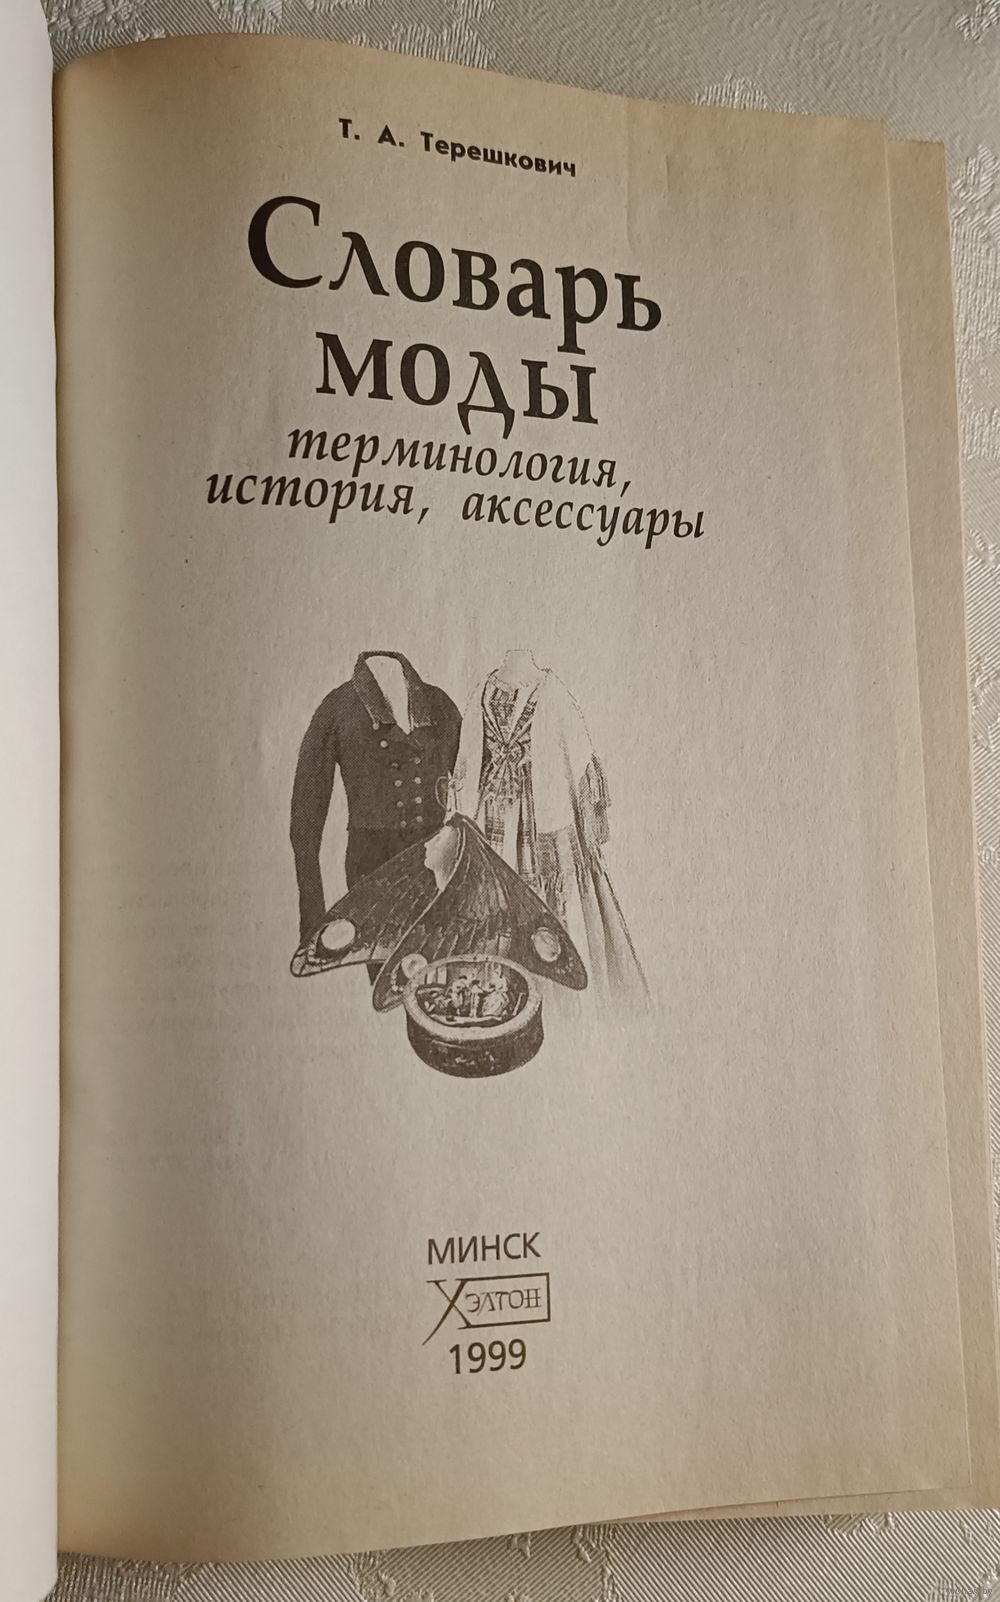 Т. А. Терешкович
Словарь
моды
терминология,
история, аксессуары
МИНСК
ХЭЛТОН
1999